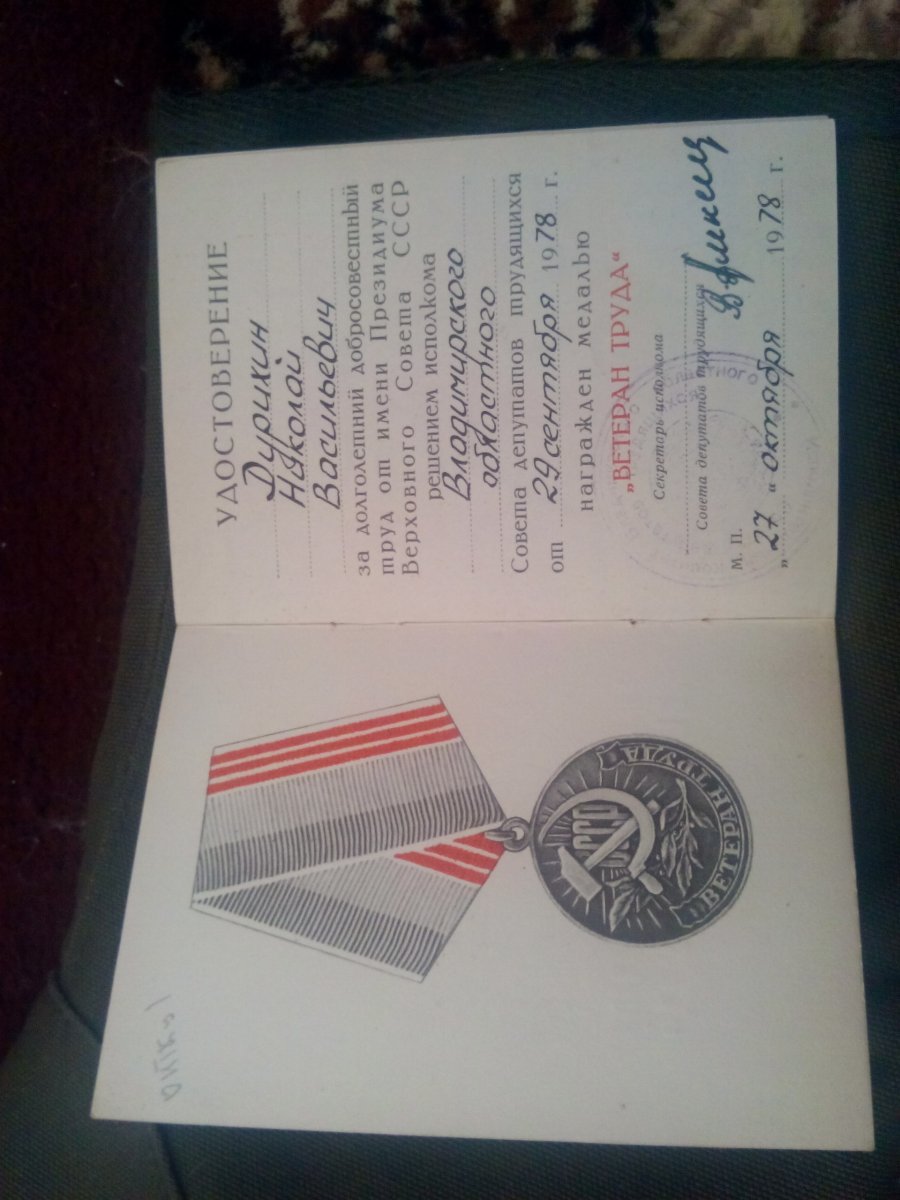 УДОСТОВЕРЕНИЕ
Дурикин
Николай
Васильевич
за долголетний добросовестный
труд от имени Президиума
Верховного Совета СССР
решением исполкома
Владимирского
областного
Совета депутатов трудящихся
от 29 сентября 1978 г.
награжден медалью
„ВЕТЕРАН ТРУДА“
Секретарь исполкома
Совета депутатов трудящихся
М. П.
„27 “ октября 1978 г.
СССР
ВЕТЕРАН ТРУДА